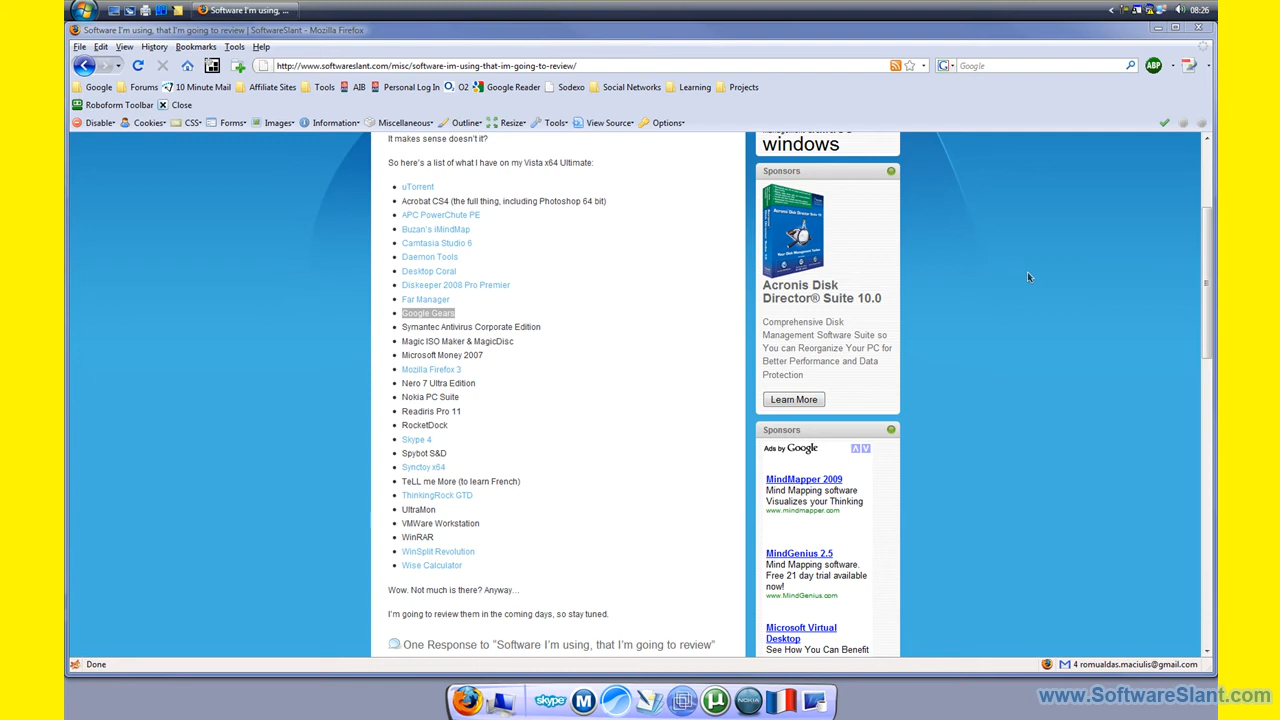 Software I'm using, ...
08:26
Software I'm using, that I'm going to review | SoftwareSlant - Mozilla Firefox
File Edit View History Bookmarks Tools Help
http://www.softwareslant.com/misc/software-im-using-that-im-going-to-review/
Google
ABP
Google Forums 10 Minute Mail Affiliate Sites Tools AIB Personal Log In O2 Google Reader Sodexo Social Networks Learning Projects
Roboform Toolbar Close
Disable Cookies CSS Forms Images Information Miscellaneous Outline Resize Tools View Source Options
It makes sense doesn't it?
So here's a list of what I have on my Vista x64 Ultimate:
uTorrent
Acrobat CS4 (the full thing, including Photoshop 64 bit)
APC PowerChute PE
Buzan's iMindMap
Camtasia Studio 6
Daemon Tools
Desktop Coral
Diskeeper 2008 Pro Premier
Far Manager
Google Gears
Symantec Antivirus Corporate Edition
Magic ISO Maker & MagicDisc
Microsoft Money 2007
Mozilla Firefox 3
Nero 7 Ultra Edition
Nokia PC Suite
Readiris Pro 11
RocketDock
Skype 4
Spybot S&D
Synctoy x64
TeLL me More (to learn French)
ThinkingRock GTD
UltraMon
VMWare Workstation
WinRAR
WinSplit Revolution
Wise Calculator
Wow. Not much is there? Anyway...
I'm going to review them in the coming days, so stay tuned.
One Response to "Software I'm using, that I'm going to review"
windows
Sponsors
Acronis Disk
Director® Suite 10.0
Comprehensive Disk
Management Software Suite so
You can Reorganize Your PC for
Better Performance and Data
Protection
Learn More
Sponsors
Ads by Google
MindMapper 2009
Mind Mapping software
Visualizes your Thinking
www.mindmapper.com
MindGenius 2.5
Mind Mapping software.
Free 21 day trial available
now!
www.MindGenius.com
Microsoft Virtual
Desktop
See How You Can Benefit
Done
4 romualdas.maciulis@gmail.com
skype
NOKIA
www.SoftwareSlant.com